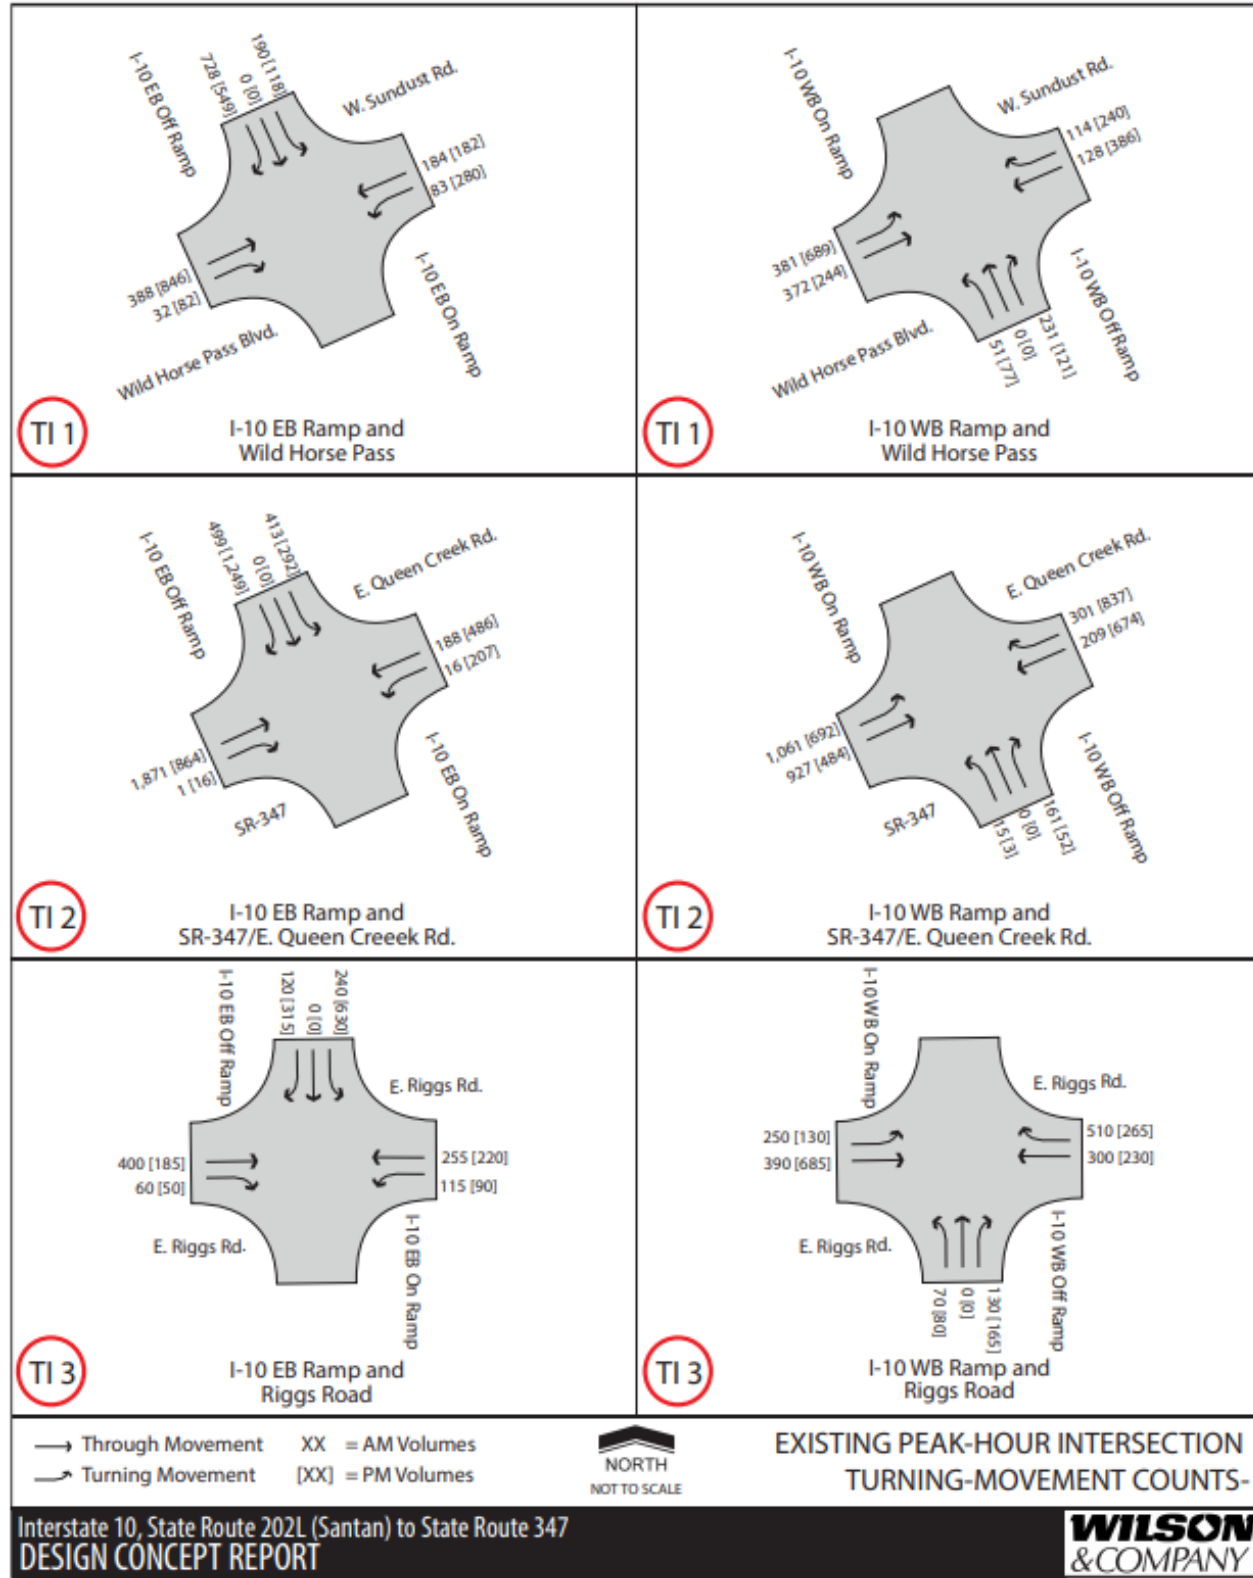 I-10 EB Off Ramp
728 [549]
0 [0]
190 [118]
W. Sundust Rd.
184 [182]
83 [280]
388 [846]
32 [82]
I-10 EB On Ramp
Wild Horse Pass Blvd.
TI 1
I-10 EB Ramp and
Wild Horse Pass
I-10 WB On Ramp
W. Sundust Rd.
114 [240]
128 [386]
381 [689]
372 [244]
I-10 WB Off Ramp
Wild Horse Pass Blvd.
51 [77]
0 [0]
231 [121]
TI 1
I-10 WB Ramp and
Wild Horse Pass
I-10 EB Off Ramp
499 [1,249]
0 [0]
413 [292]
E. Queen Creek Rd.
188 [486]
16 [207]
1,871 [864]
1 [16]
I-10 EB On Ramp
SR-347
TI 2
I-10 EB Ramp and
SR-347/E. Queen Creeek Rd.
I-10 WB On Ramp
E. Queen Creek Rd.
301 [837]
209 [674]
1,061 [692]
927 [484]
I-10 WB Off Ramp
SR-347
15 [3]
0 [0]
161 [52]
TI 2
I-10 WB Ramp and
SR-347/E. Queen Creek Rd.
I-10 EB Off Ramp
120 [315]
0 [0]
240 [630]
E. Riggs Rd.
400 [185]
60 [50]
255 [220]
115 [90]
E. Riggs Rd.
I-10 EB On Ramp
TI 3
I-10 EB Ramp and
Riggs Road
I-10 WB On Ramp
E. Riggs Rd.
250 [130]
390 [685]
510 [265]
300 [230]
E. Riggs Rd.
I-10 WB Off Ramp
70 [80]
0 [0]
130 [165]
TI 3
I-10 WB Ramp and
Riggs Road
Through Movement XX = AM Volumes
Turning Movement [XX] = PM Volumes
NORTH
NOT TO SCALE
EXISTING PEAK-HOUR INTERSECTION
TURNING-MOVEMENT COUNTS-
Interstate 10, State Route 202L (Santan) to State Route 347
DESIGN CONCEPT REPORT
WILSON
&COMPANY